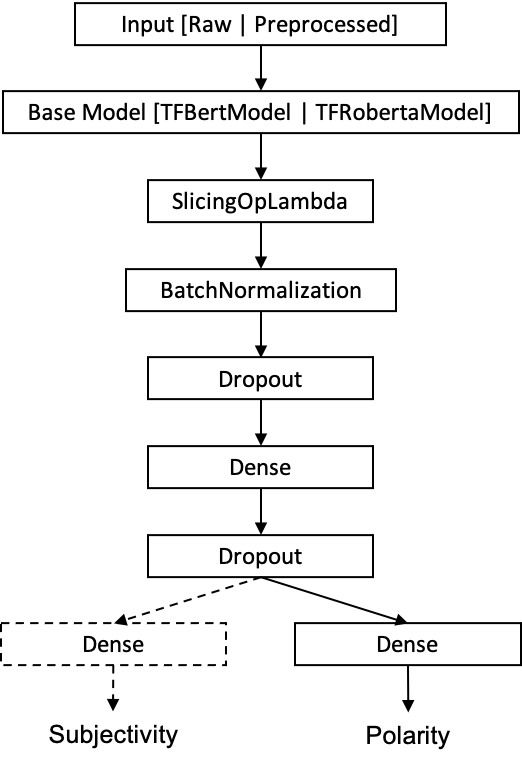 Input [Raw | Preprocessed]
Base Model [TFBertModel | TFRobertaModel]
SlicingOpLambda
BatchNormalization
Dropout
Dense
Dropout
Dense
Dense
Subjectivity
Polarity